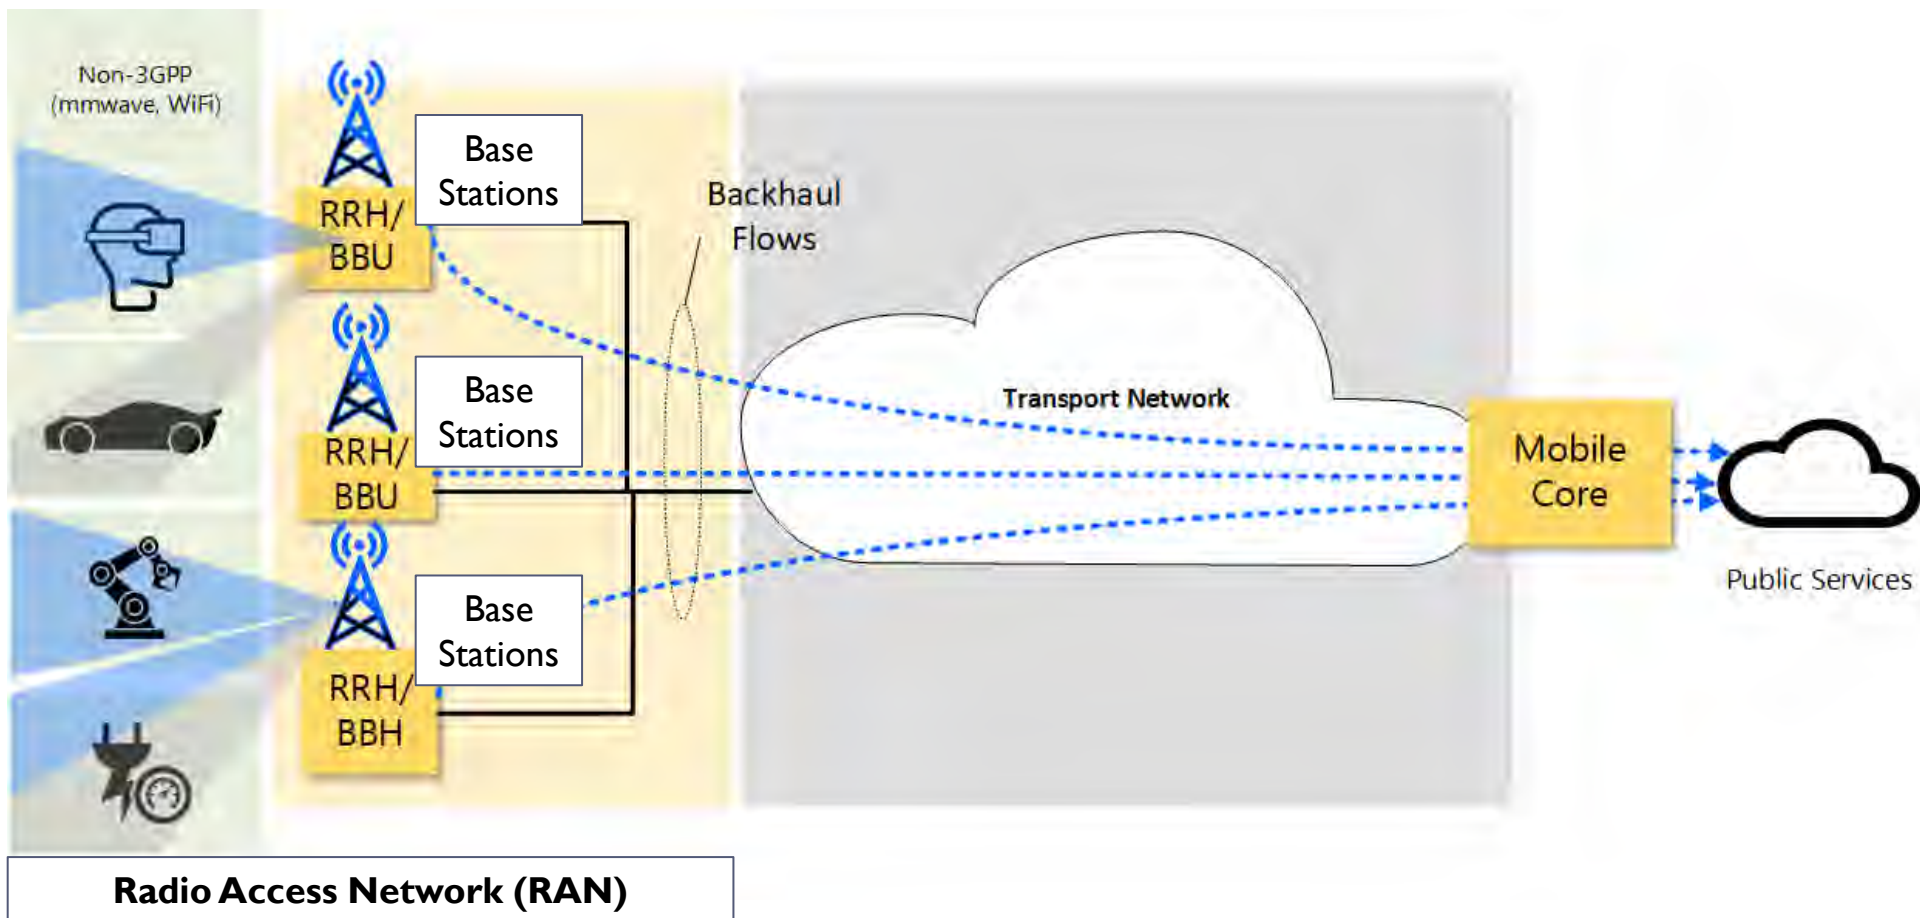 Non-3GPP
(mmwave, WiFi)
Base
Stations
RRH/
BBU
Backhaul
Flows
Base
Stations
RRH/
BBU
Transport Network
Mobile
Core
Public Services
Base
Stations
RRH/
BBH
Radio Access Network (RAN)